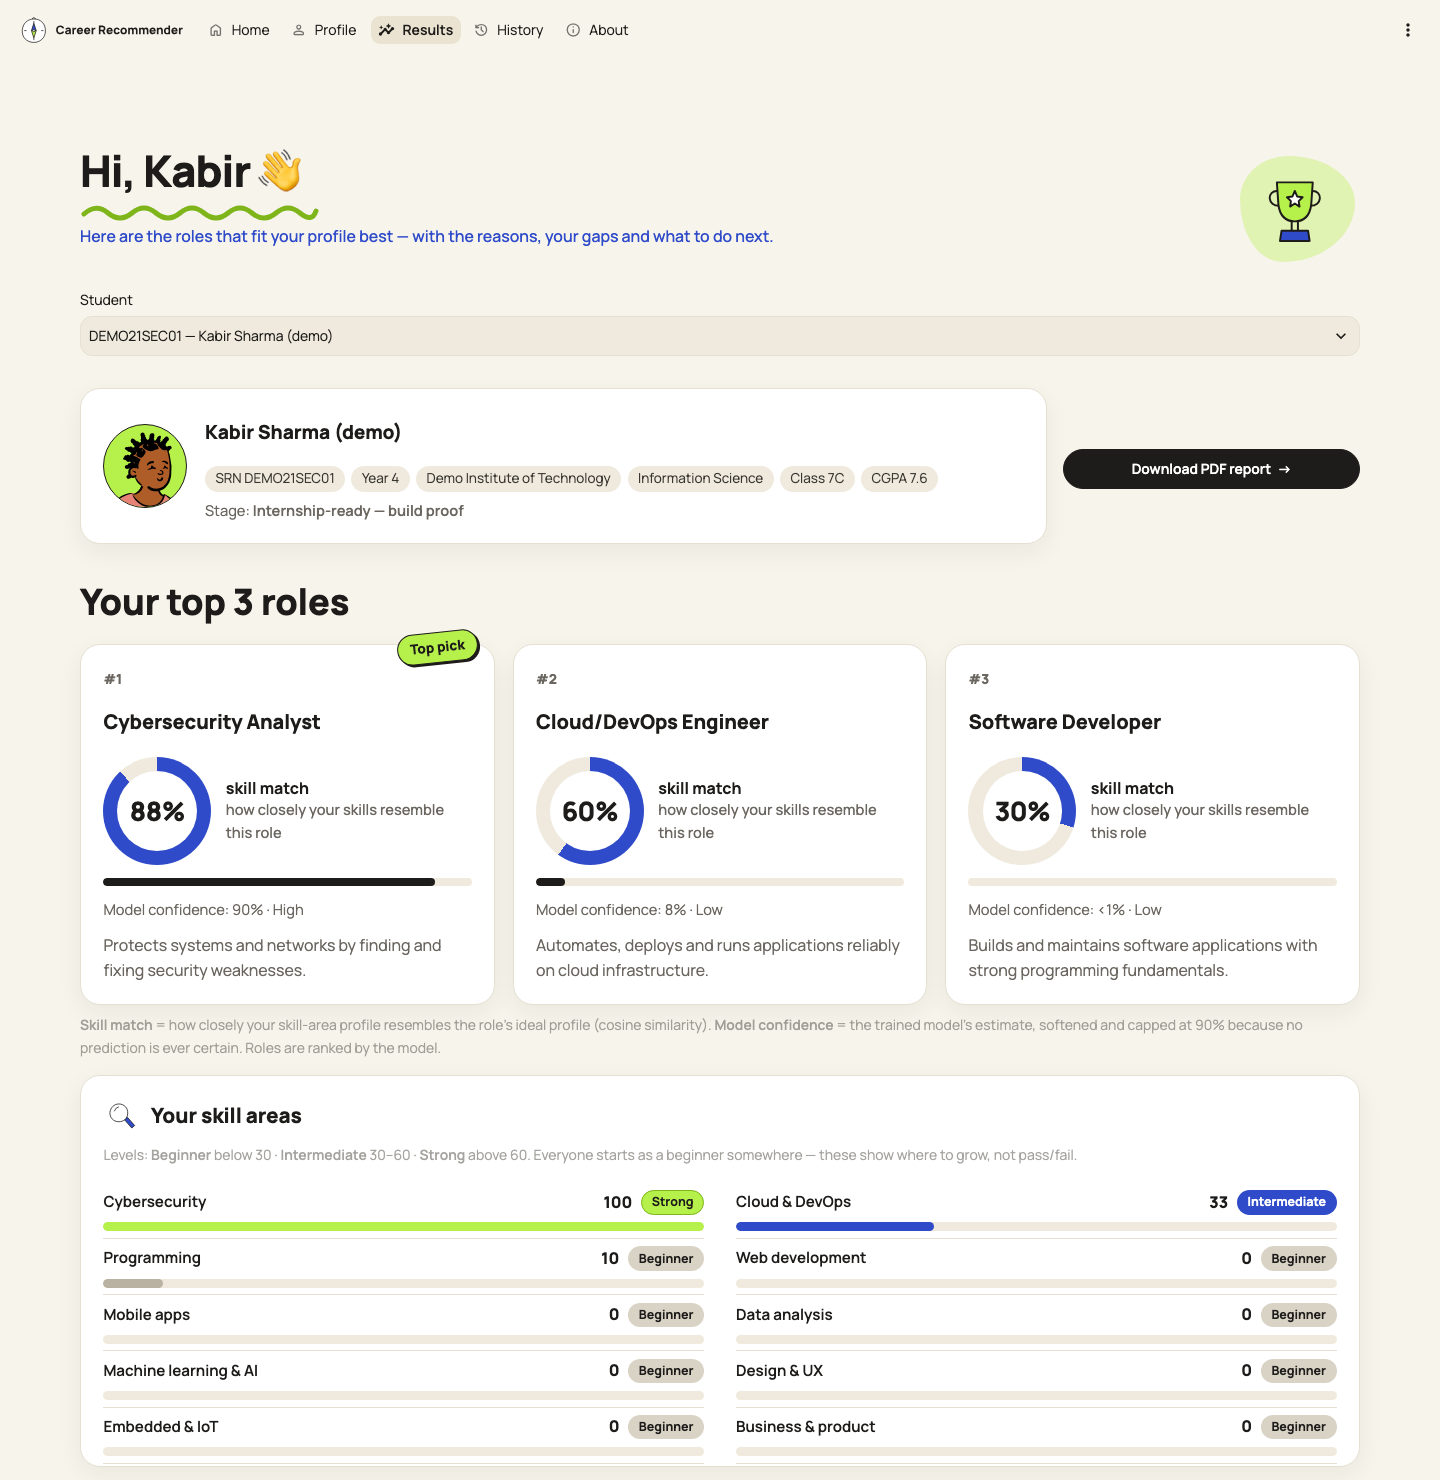 Career Recommender
Home
Profile
Results
History
About
Hi, Kabir 👋
Here are the roles that fit your profile best — with the reasons, your gaps and what to do next.
Student
DEMO21SEC01 — Kabir Sharma (demo)
Kabir Sharma (demo)
SRN DEMO21SEC01
Year 4
Demo Institute of Technology
Information Science
Class 7C
CGPA 7.6
Stage: Internship-ready — build proof
Download PDF report →
Your top 3 roles
Top pick
#1
Cybersecurity Analyst
88%
skill match
how closely your skills resemble
this role
Model confidence: 90% · High
Protects systems and networks by finding and
fixing security weaknesses.
#2
Cloud/DevOps Engineer
60%
skill match
how closely your skills resemble
this role
Model confidence: 8% · Low
Automates, deploys and runs applications reliably
on cloud infrastructure.
#3
Software Developer
30%
skill match
how closely your skills resemble
this role
Model confidence: <1% · Low
Builds and maintains software applications with
strong programming fundamentals.
Skill match = how closely your skill-area profile resembles the role's ideal profile (cosine similarity). Model confidence = the trained model's estimate, softened and capped at 90% because no
prediction is ever certain. Roles are ranked by the model.
Your skill areas
Levels: Beginner below 30 · Intermediate 30–60 · Strong above 60. Everyone starts as a beginner somewhere — these show where to grow, not pass/fail.
Cybersecurity 100 Strong
Cloud & DevOps 33 Intermediate
Programming 10 Beginner
Web development 0 Beginner
Mobile apps 0 Beginner
Data analysis 0 Beginner
Machine learning & AI 0 Beginner
Design & UX 0 Beginner
Embedded & IoT 0 Beginner
Business & product 0 Beginner